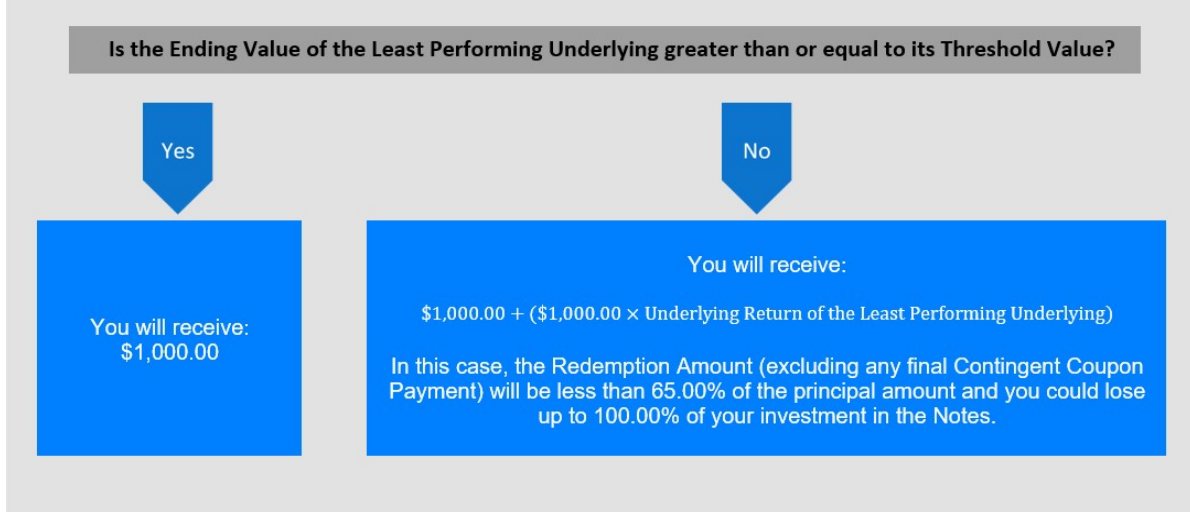 Is the Ending Value of the Least Performing Underlying greater than or equal to its Threshold Value?
Yes
No
You will receive:
$1,000.00
You will receive:
$1,000.00 + ($1,000.00 × Underlying Return of the Least Performing Underlying)
In this case, the Redemption Amount (excluding any final Contingent Coupon
Payment) will be less than 65.00% of the principal amount and you could lose
up to 100.00% of your investment in the Notes.